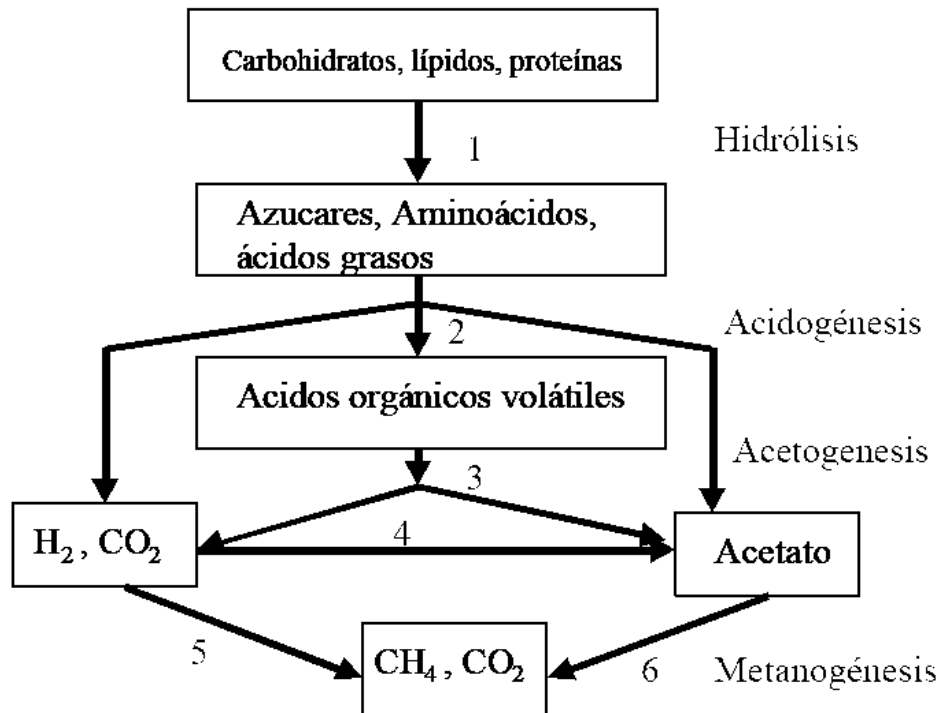 Carbohidratos, lípidos, proteínas
1
Hidrólisis
Azucares, Aminoácidos,
ácidos grasos
2
Acidogénesis
Acidos orgánicos volátiles
Acetogenesis
3
H₂ , CO₂
4
Acetato
5
CH₄ , CO₂
6
Metanogénesis